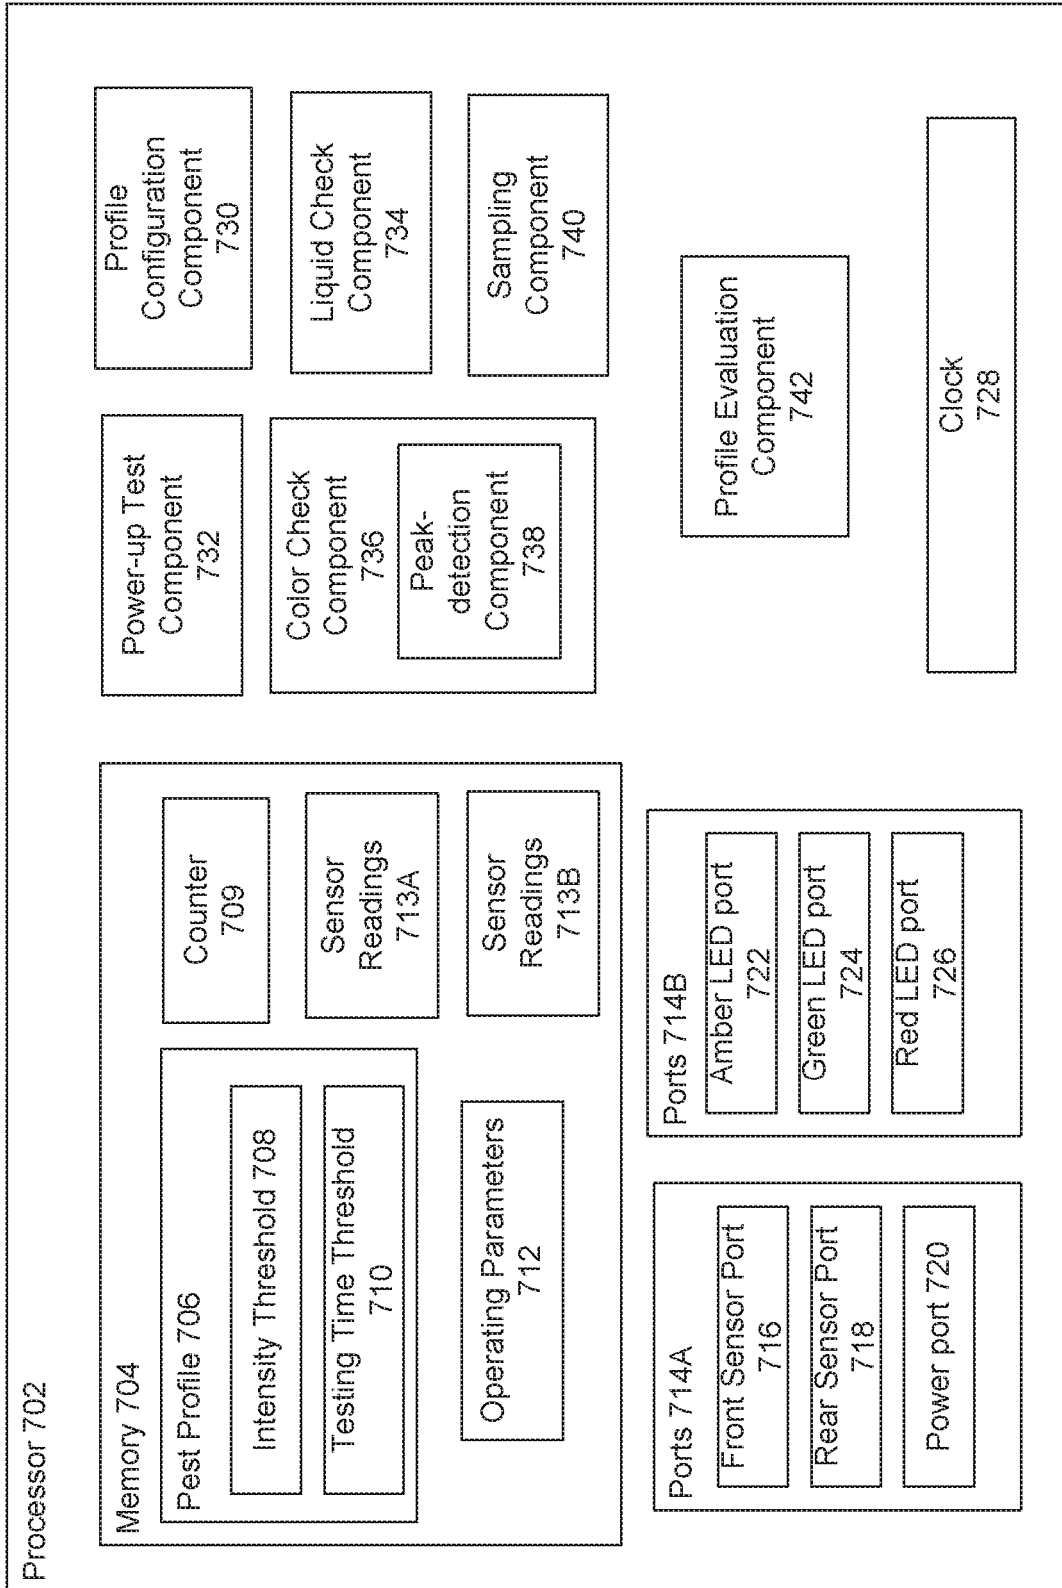 Processor 702
Memory 704
Pest Profile 706
Intensity Threshold 708
Testing Time Threshold
710
Operating Parameters
712
Counter
709
Sensor
Readings
713A
Sensor
Readings
713B
Power-up Test
Component
732
Profile
Configuration
Component
730
Color Check
Component
736
Peak-
detection
Component
738
Liquid Check
Component
734
Sampling
Component
740
Ports 714A
Front Sensor Port
716
Rear Sensor Port
718
Power port 720
Ports 714B
Amber LED port
722
Green LED port
724
Red LED port
726
Profile Evaluation
Component
742
Clock
728